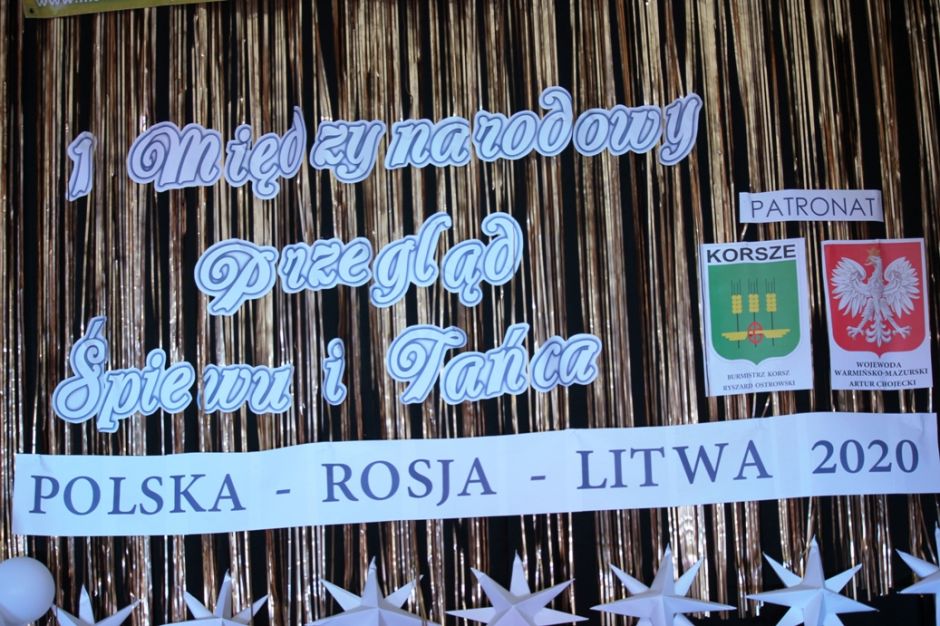 1 Międzynarodowy
Przegląd
Śpiewu i Tańca
POLSKA - ROSJA - LITWA 2020
PATRONAT
KORSZE
BURMISTRZ KORSZ
RYSZARD OSTROWSKI
WOJEWODA
WARMIŃSKO-MAZURSKI
ARTUR CHOJECKI